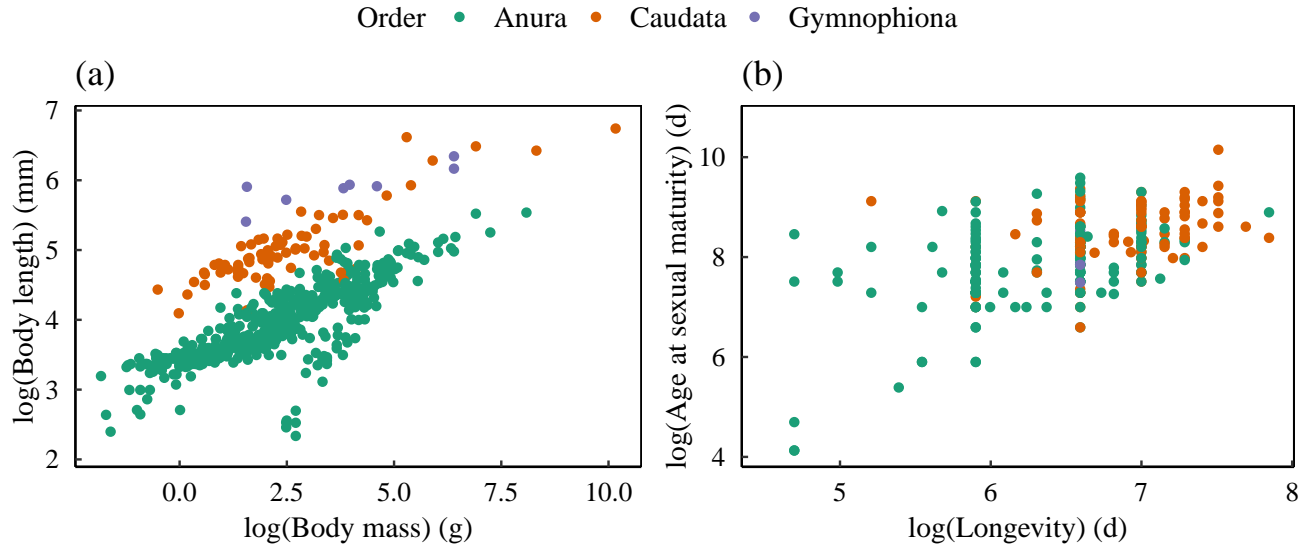 Order Anura Caudata Gymnophiona
(a)
log(Body length) (mm)
7
6
5
4
3
2
0.0 2.5 5.0 7.5 10.0
log(Body mass) (g)
(b)
log(Age at sexual maturity) (d)
10
8
6
4
5 6 7 8
log(Longevity) (d)